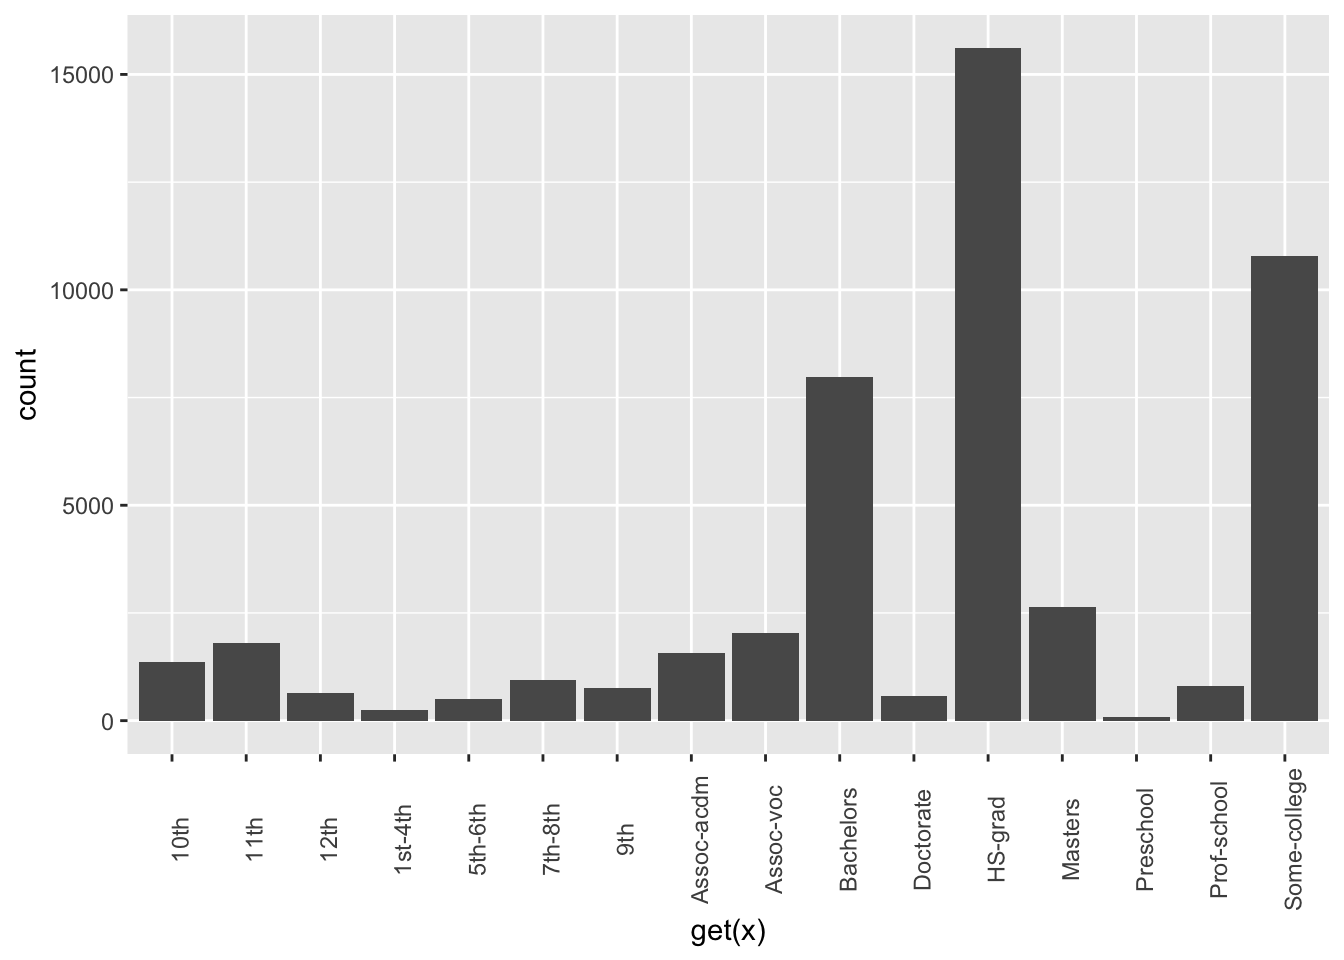 15000
10000
5000
0
count
10th
11th
12th
1st-4th
5th-6th
7th-8th
9th
Assoc-acdm
Assoc-voc
Bachelors
Doctorate
HS-grad
Masters
Preschool
Prof-school
Some-college
get(x)